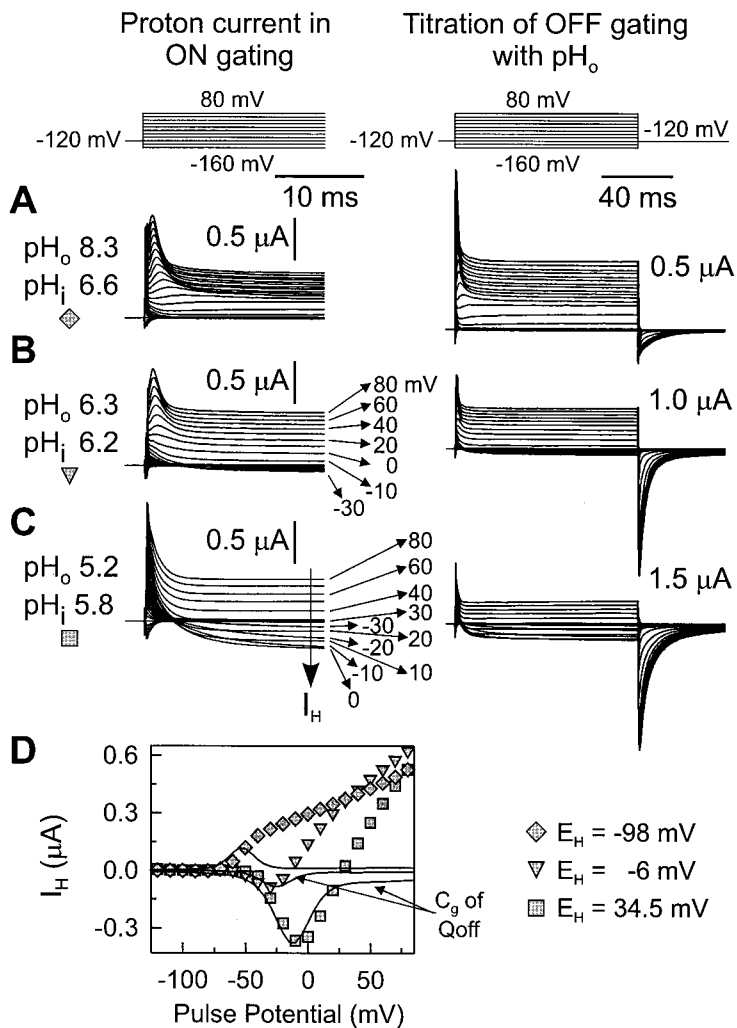 Proton current in
ON gating
Titration of OFF gating
with pHo
80 mV
-120 mV
-160 mV
10 ms
80 mV
-120 mV
-120 mV
-160 mV
40 ms
A
pHo 8.3
pHi 6.6
0.5 µA
0.5 µA
B
pHo 6.3
pHi 6.2
0.5 µA
80 mV
60
40
20
0
-10
-30
1.0 µA
C
pHo 5.2
pHi 5.8
0.5 µA
80
60
40
30
-30
20
-20
10
-10
0
IH
1.5 µA
D
0.6
0.3
0.0
-0.3
IH (µA)
-100
-50
0
50
Pulse Potential (mV)
Cg of
Qoff
EH = -98 mV
EH = -6 mV
EH = 34.5 mV